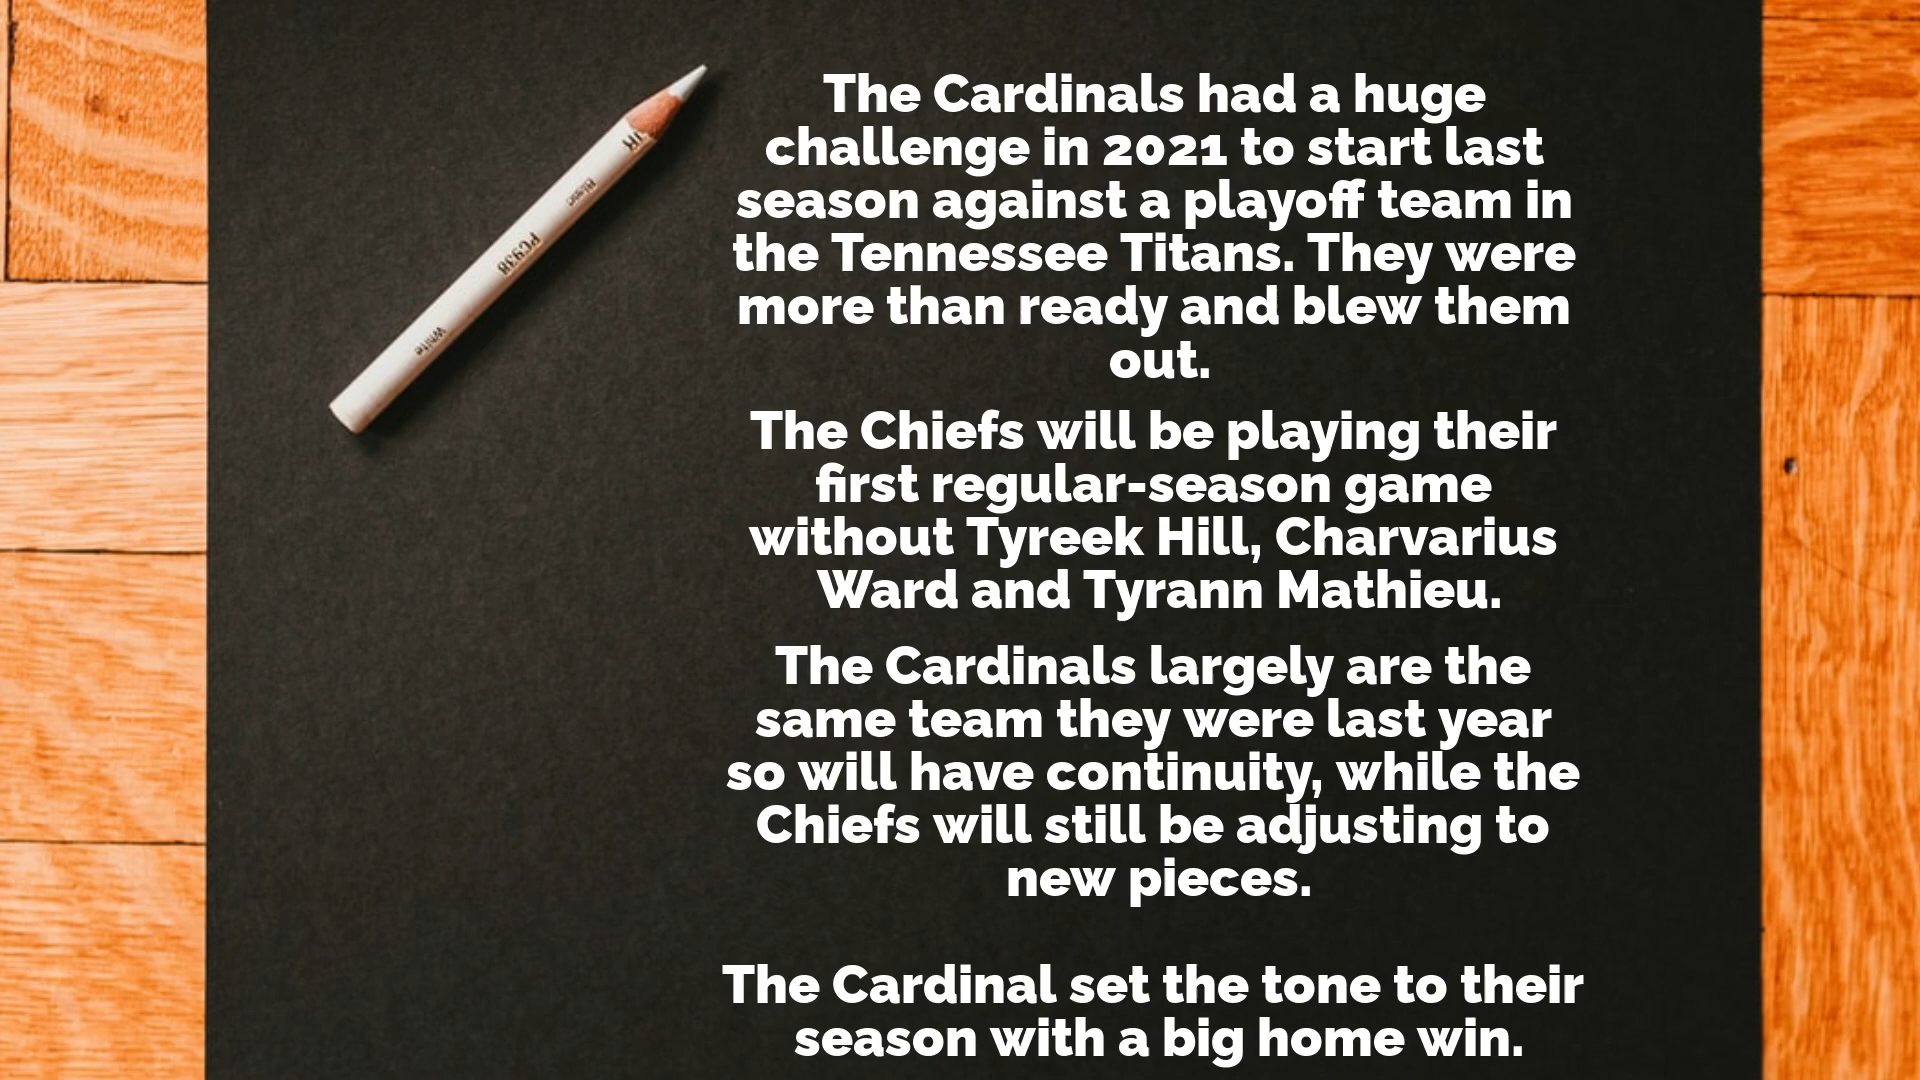 The Cardinals had a huge
challenge in 2021 to start last
season against a playoff team in
the Tennessee Titans. They were
more than ready and blew them
out.
The Chiefs will be playing their
first regular-season game
without Tyreek Hill, Charvarius
Ward and Tyrann Mathieu.
The Cardinals largely are the
same team they were last year
so will have continuity, while the
Chiefs will still be adjusting to
new pieces.
The Cardinal set the tone to their
season with a big home win.
White
PC938
Blanc